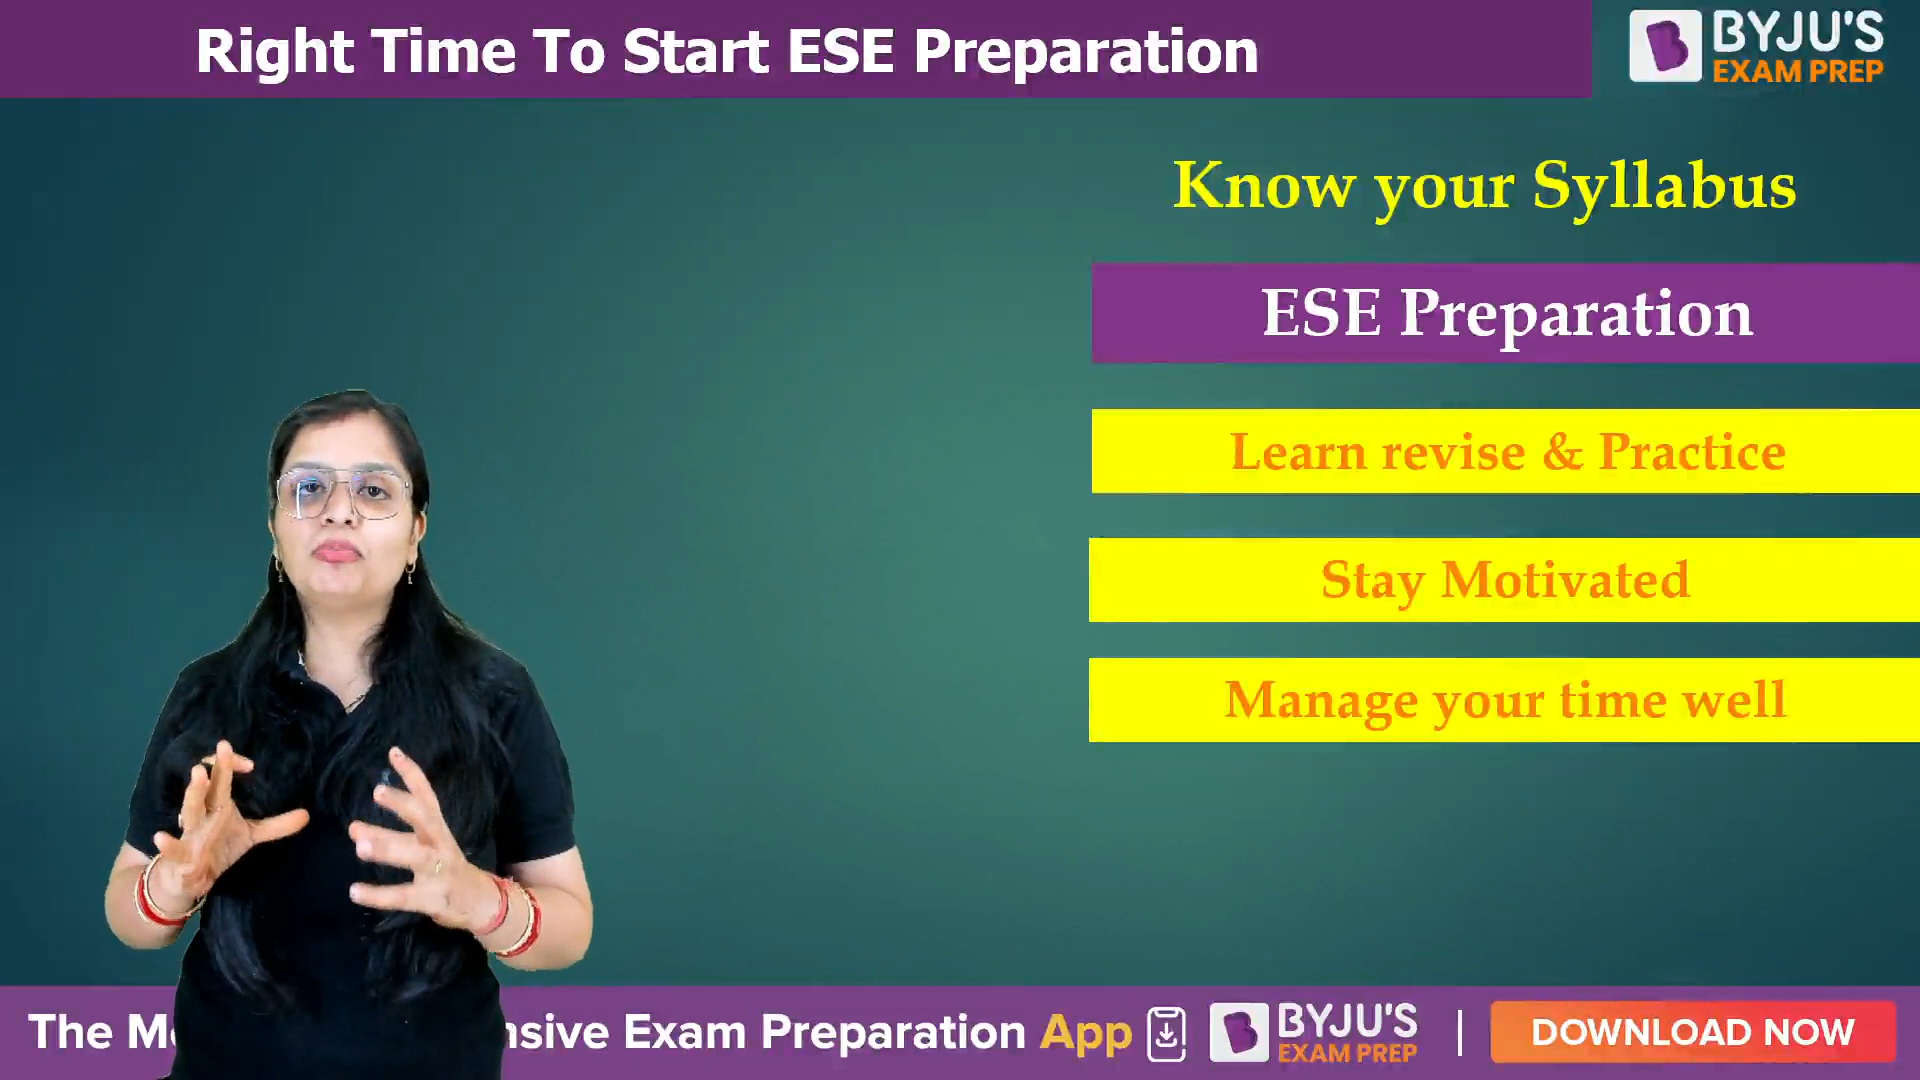 Right Time To Start ESE Preparation
BYJU'S
EXAM PREP
Know your Syllabus
ESE Preparation
Learn revise & Practice
Stay Motivated
Manage your time well
The Exam Preparation App
BYJU'S
EXAM PREP
DOWNLOAD NOW